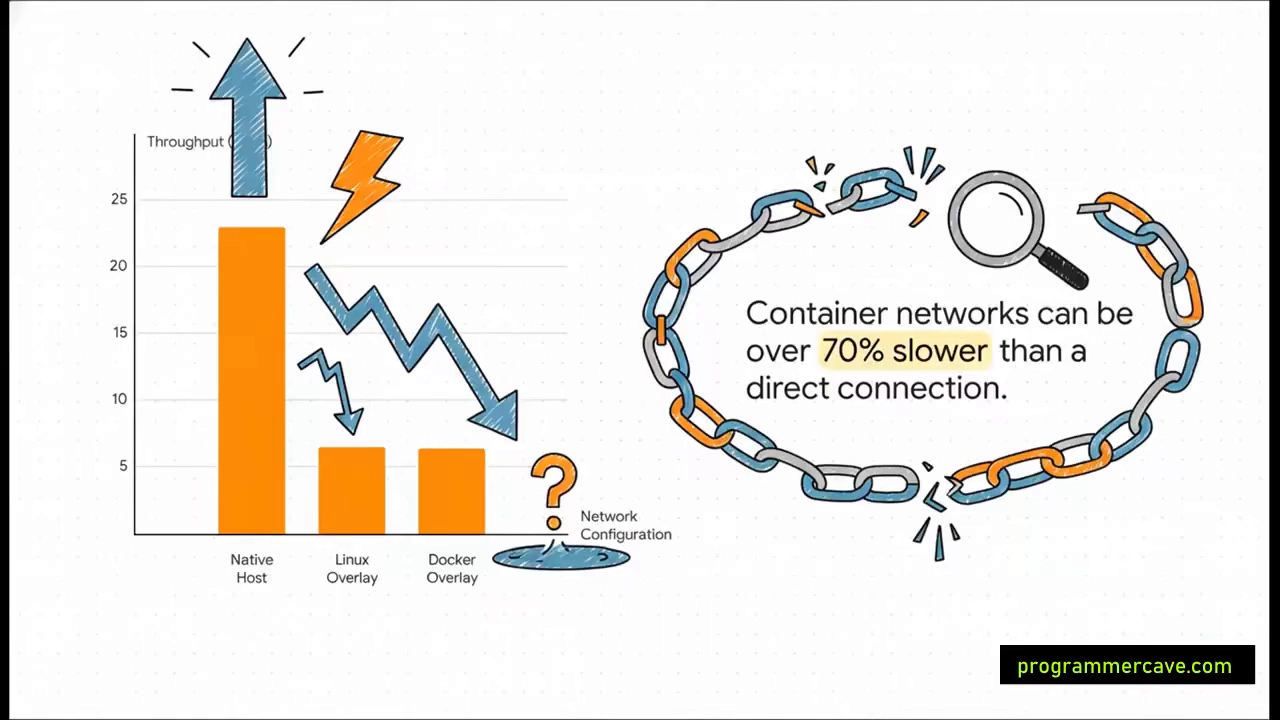 Throughput (
)
25
20
15
10
5
Native
Host
Linux
Overlay
Docker
Overlay
?
Network
Configuration
Container networks can be
over 70% slower than a
direct connection.
programmercave.com